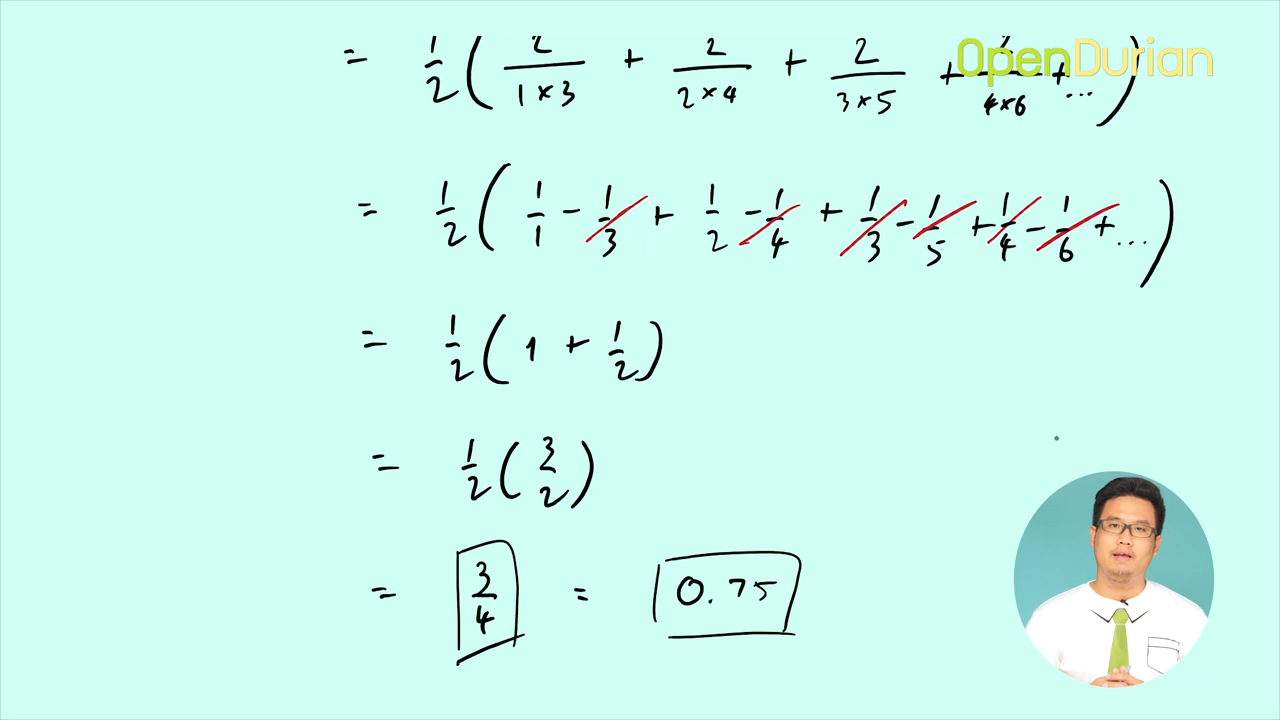 OpenDurian
= 1/2 ( 2/(1×3) + 2/(2×4) + 2/(3×5) + /(4×6) + ... )
= 1/2 ( 1/1 - 1/3 + 1/2 - 1/4 + 1/3 - 1/5 + 1/4 - 1/6 + ... )
= 1/2 ( 1 + 1/2 )
= 1/2 ( 3/2 )
= 3/4 = 0.75